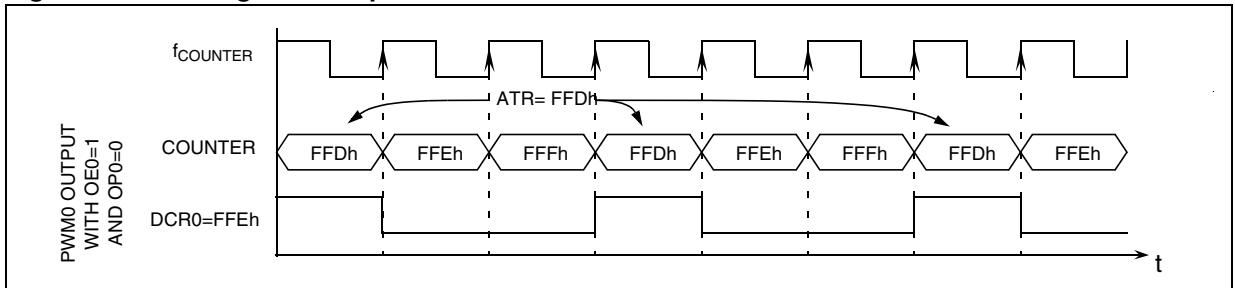 fCOUNTER
ATR= FFDh
COUNTER
FFDh FFEh FFFh FFDh FFEh FFFh FFDh FFEh
PWM0 OUTPUT
WITH OE0=1
AND OP0=0
DCR0=FFEh
t